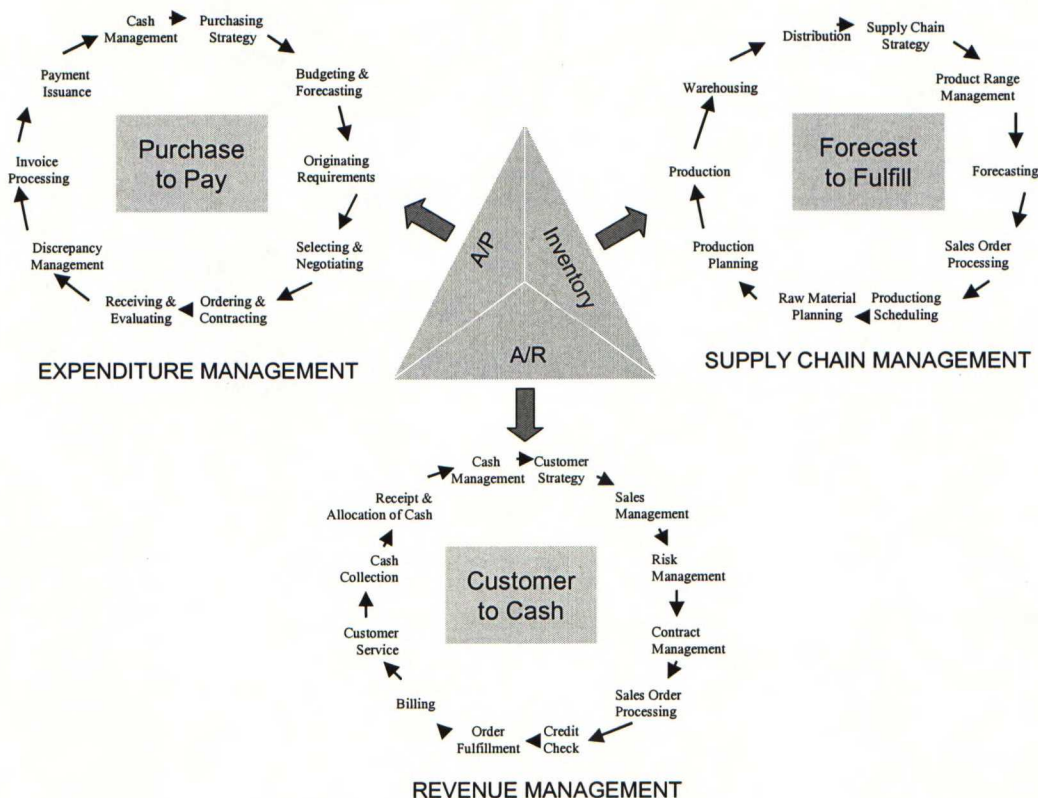 Cash
Management
Purchasing
Strategy
Budgeting &
Forecasting
Originating
Requirements
Selecting &
Negotiating
Ordering &
Contracting
Receiving &
Evaluating
Discrepancy
Management
Invoice
Processing
Payment
Issuance
Purchase
to Pay
EXPENDITURE MANAGEMENT
A/P
Inventory
A/R
Distribution
Supply Chain
Strategy
Product Range
Management
Forecasting
Sales Order
Processing
Productiong
Scheduling
Raw Material
Planning
Production
Planning
Production
Warehousing
Forecast
to Fulfill
SUPPLY CHAIN MANAGEMENT
Cash
Management
Customer
Strategy
Sales
Management
Risk
Management
Contract
Management
Sales Order
Processing
Credit
Check
Order
Fulfillment
Billing
Customer
Service
Cash
Collection
Receipt &
Allocation of Cash
Customer
to Cash
REVENUE MANAGEMENT